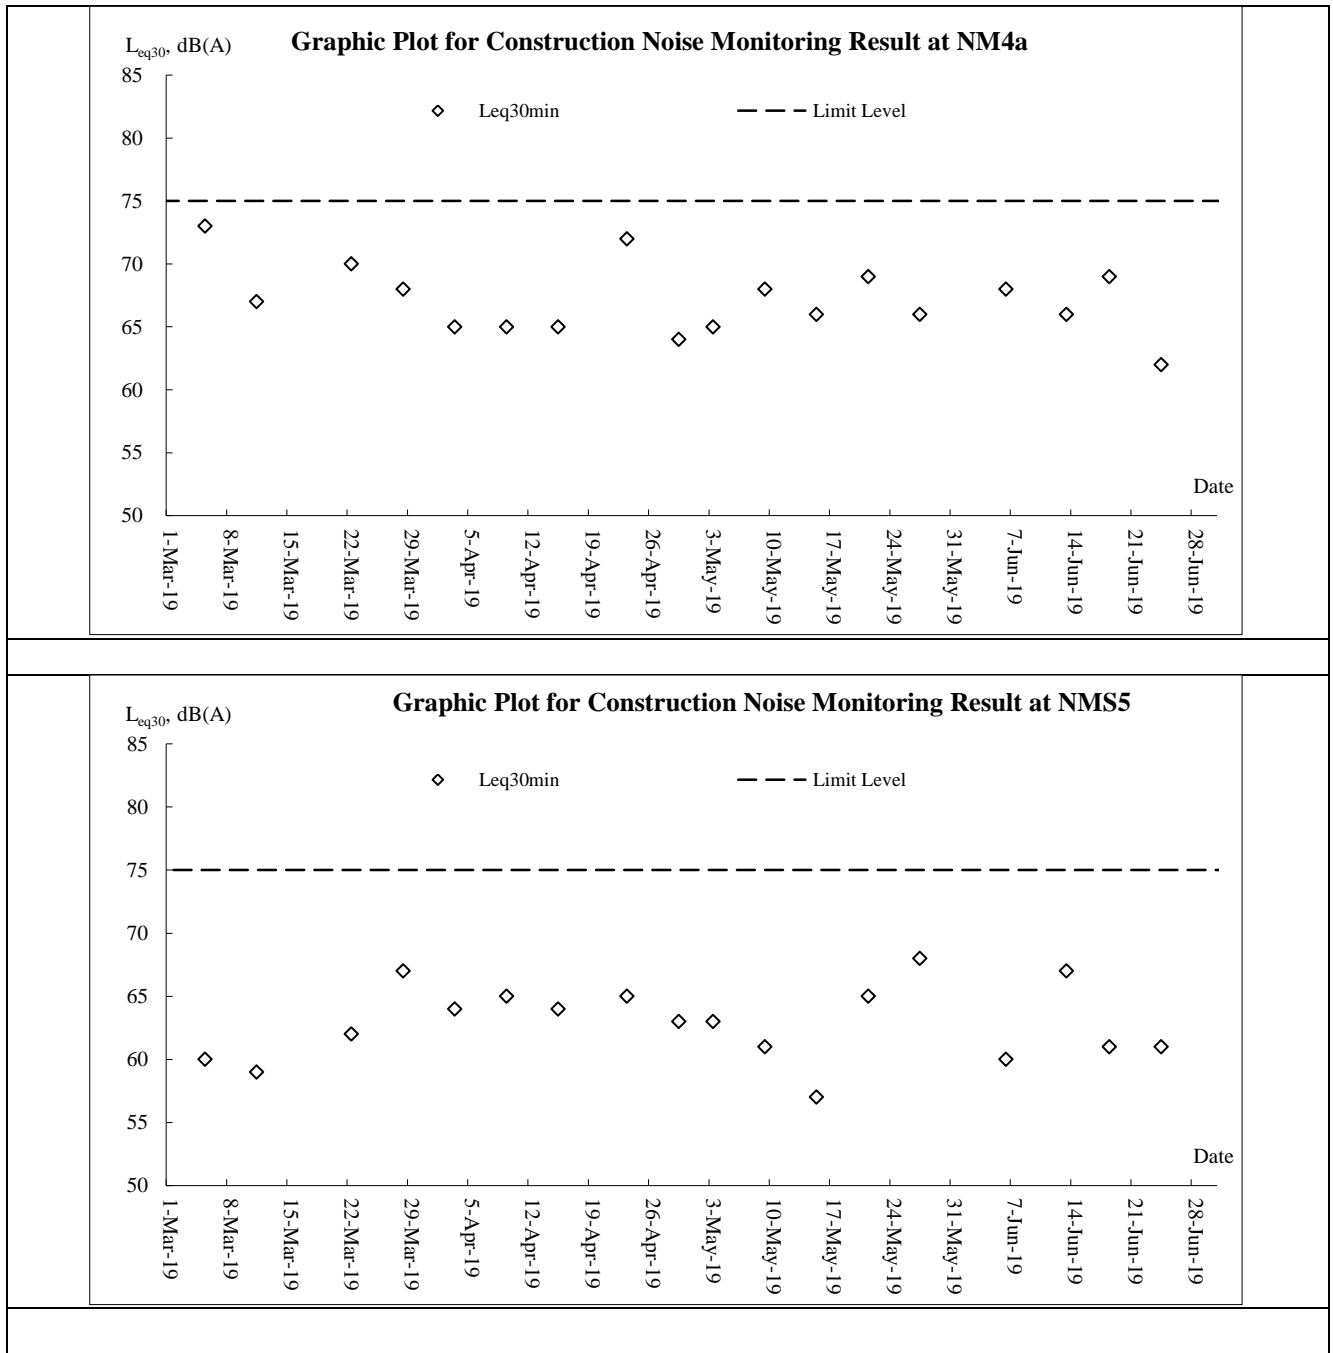 Graphic Plot for Construction Noise Monitoring Result at NM4a
Leq30, dB(A)
85
Leq30min
Limit Level
80
75
70
65
60
55
Date
50
1-Mar-19
8-Mar-19
15-Mar-19
22-Mar-19
29-Mar-19
5-Apr-19
12-Apr-19
19-Apr-19
26-Apr-19
3-May-19
10-May-19
17-May-19
24-May-19
31-May-19
7-Jun-19
14-Jun-19
21-Jun-19
28-Jun-19
Graphic Plot for Construction Noise Monitoring Result at NMS5
Leq30, dB(A)
85
Leq30min
Limit Level
80
75
70
65
60
55
Date
50
1-Mar-19
8-Mar-19
15-Mar-19
22-Mar-19
29-Mar-19
5-Apr-19
12-Apr-19
19-Apr-19
26-Apr-19
3-May-19
10-May-19
17-May-19
24-May-19
31-May-19
7-Jun-19
14-Jun-19
21-Jun-19
28-Jun-19